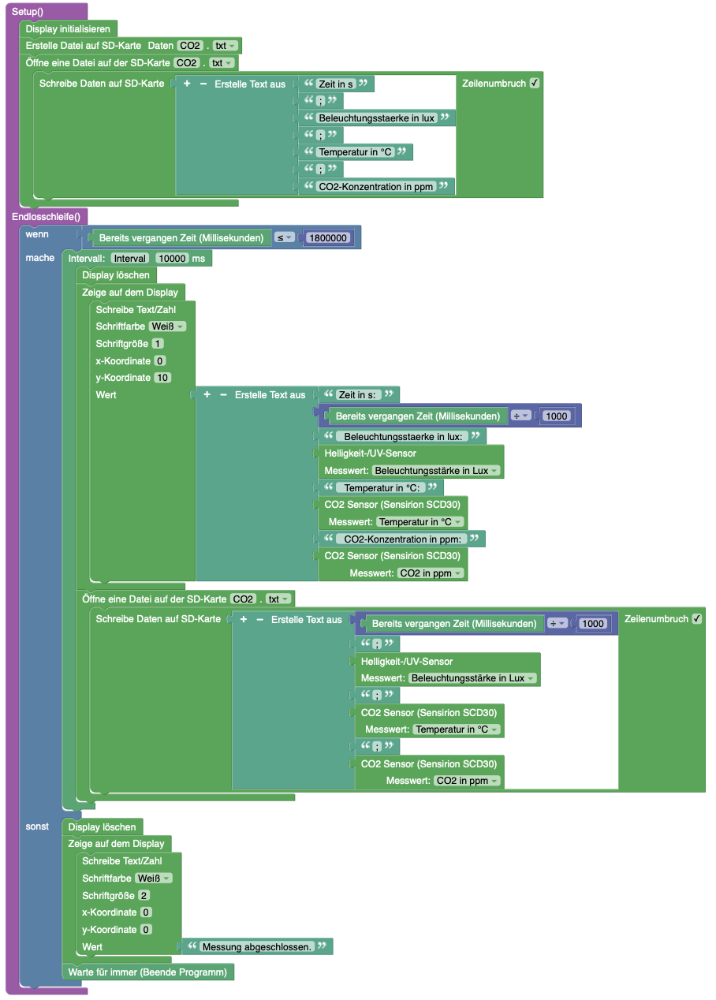 Setup()
Display initialisieren
Erstelle Datei auf SD-Karte Daten CO2 . txt
Öffne eine Datei auf der SD-Karte CO2 . txt
Schreibe Daten auf SD-Karte + − Erstelle Text aus “ Zeit in s ” Zeilenumbruch ✓
“ ; ”
“ Beleuchtungsstaerke in lux ”
“ ; ”
“ Temperatur in °C ”
“ ; ”
“ CO2-Konzentration in ppm ”
Endlosschleife()
wenn Bereits vergangen Zeit (Millisekunden) ≤ 1800000
mache Intervall: Interval 10000 ms
Display löschen
Zeige auf dem Display
Schreibe Text/Zahl
Schriftfarbe Weiß
Schriftgröße 1
x-Koordinate 0
y-Koordinate 10
Wert + − Erstelle Text aus “ Zeit in s: ”
Bereits vergangen Zeit (Millisekunden) ÷ 1000
“ Beleuchtungsstaerke in lux: ”
Helligkeit-/UV-Sensor
Messwert: Beleuchtungsstärke in Lux
“ Temperatur in °C: ”
CO2 Sensor (Sensirion SCD30)
Messwert: Temperatur in °C
“ CO2-Konzentration in ppm: ”
CO2 Sensor (Sensirion SCD30)
Messwert: CO2 in ppm
Öffne eine Datei auf der SD-Karte CO2 . txt
Schreibe Daten auf SD-Karte + − Erstelle Text aus Bereits vergangen Zeit (Millisekunden) ÷ 1000 Zeilenumbruch ✓
“ ; ”
Helligkeit-/UV-Sensor
Messwert: Beleuchtungsstärke in Lux
“ ; ”
CO2 Sensor (Sensirion SCD30)
Messwert: Temperatur in °C
“ ; ”
CO2 Sensor (Sensirion SCD30)
Messwert: CO2 in ppm
sonst Display löschen
Zeige auf dem Display
Schreibe Text/Zahl
Schriftfarbe Weiß
Schriftgröße 2
x-Koordinate 0
y-Koordinate 0
Wert “ Messung abgeschlossen. ”
Warte für immer (Beende Programm)